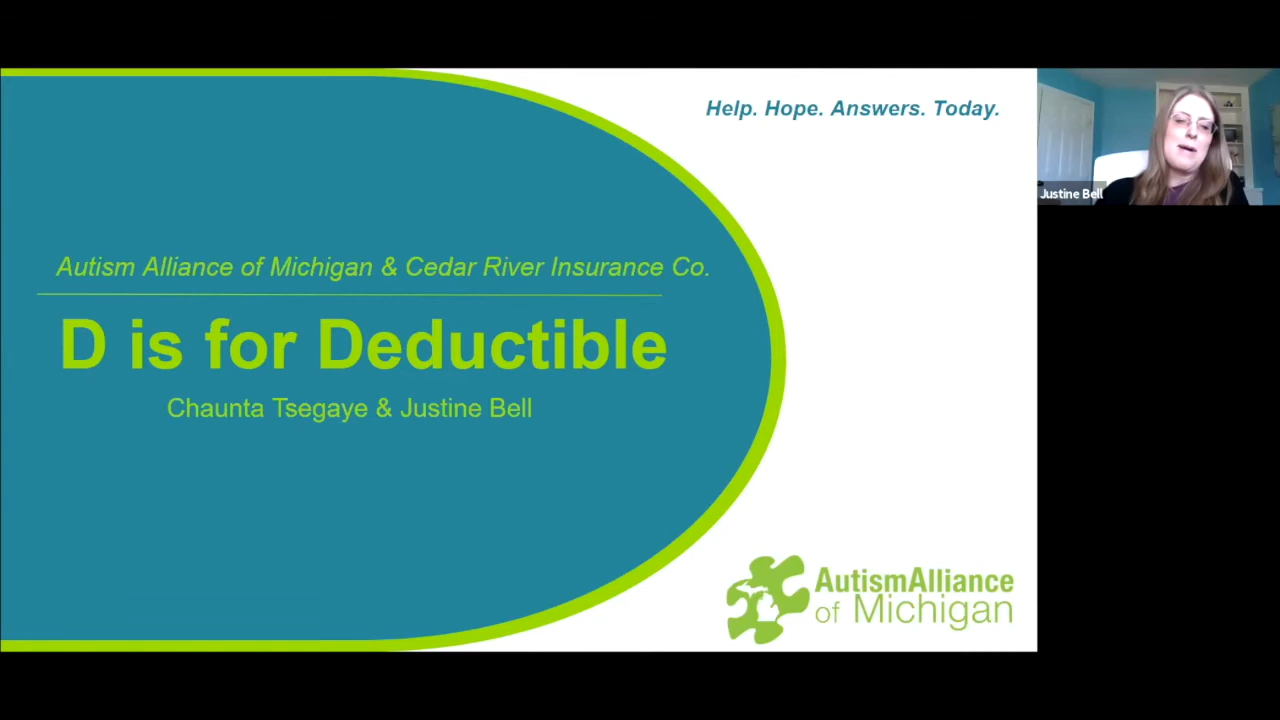 Help. Hope. Answers. Today.
Justine Bell
Autism Alliance of Michigan & Cedar River Insurance Co.
D is for Deductible
Chaunta Tsegaye & Justine Bell
AutismAlliance
of Michigan